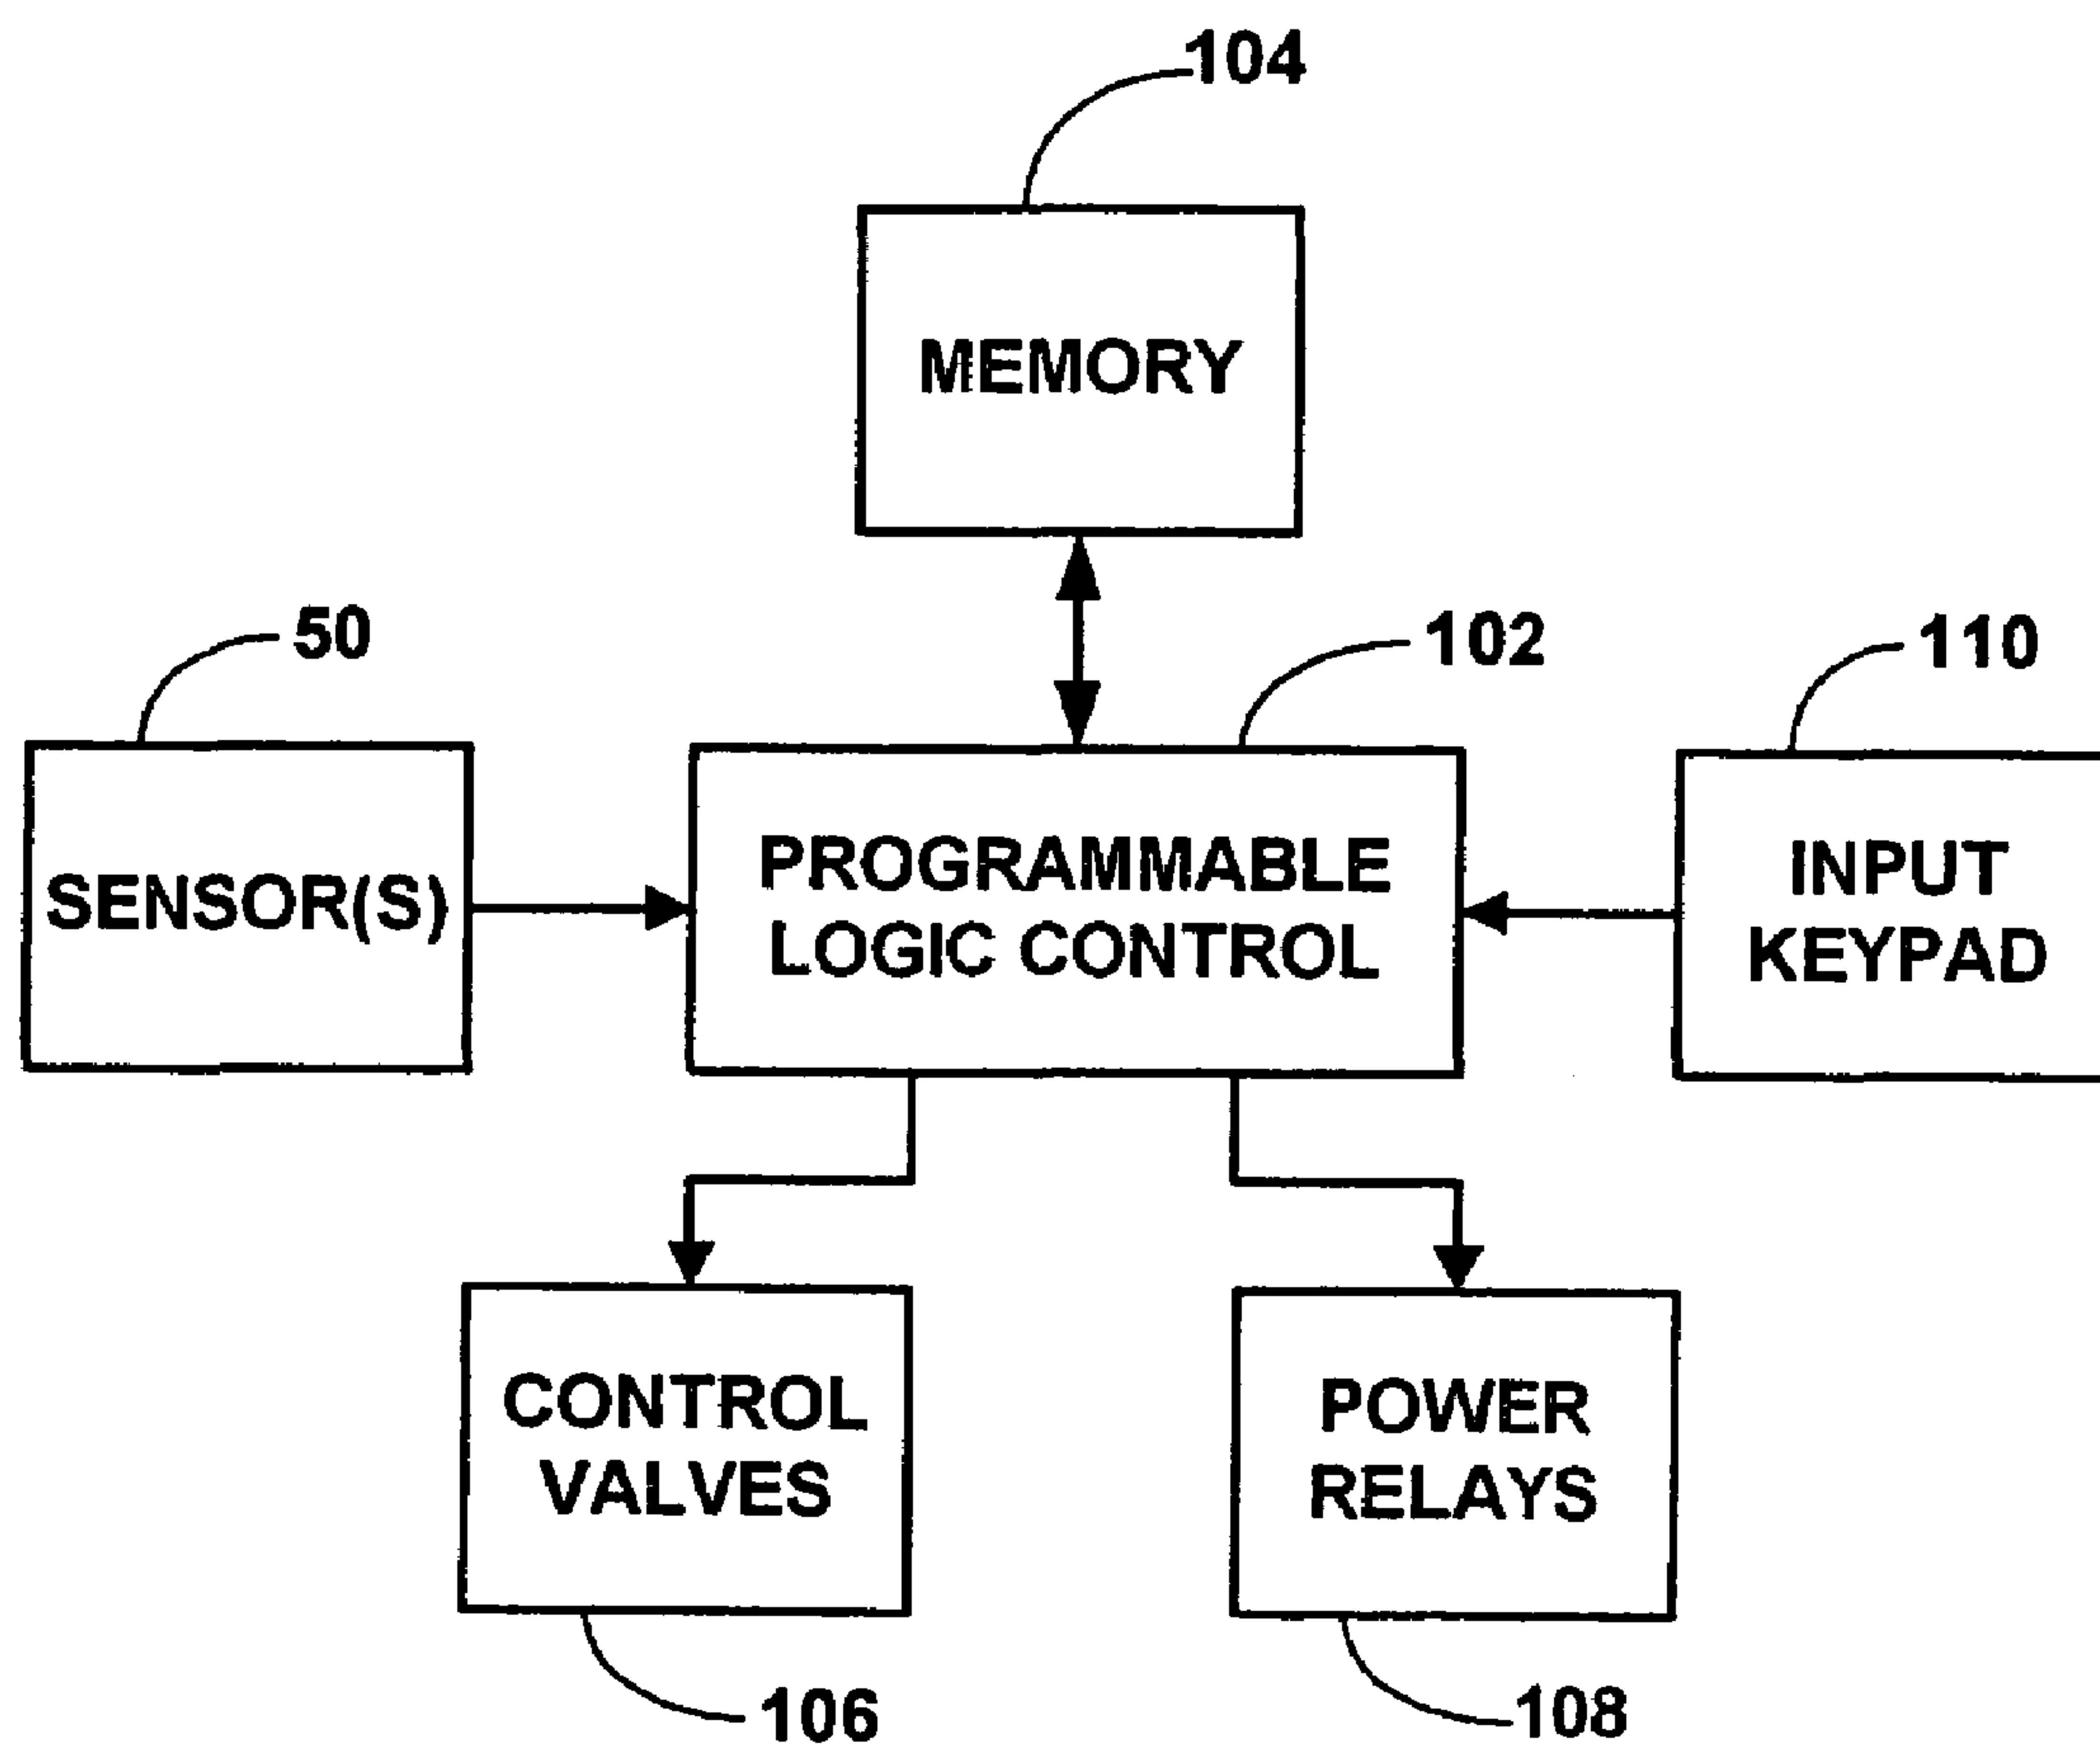 104
MEMORY
50
102
110
SENSOR(S)
PROGRAMMABLE
LOGIC CONTROL
INPUT
KEYPAD
CONTROL
VALVES
POWER
RELAYS
106
108